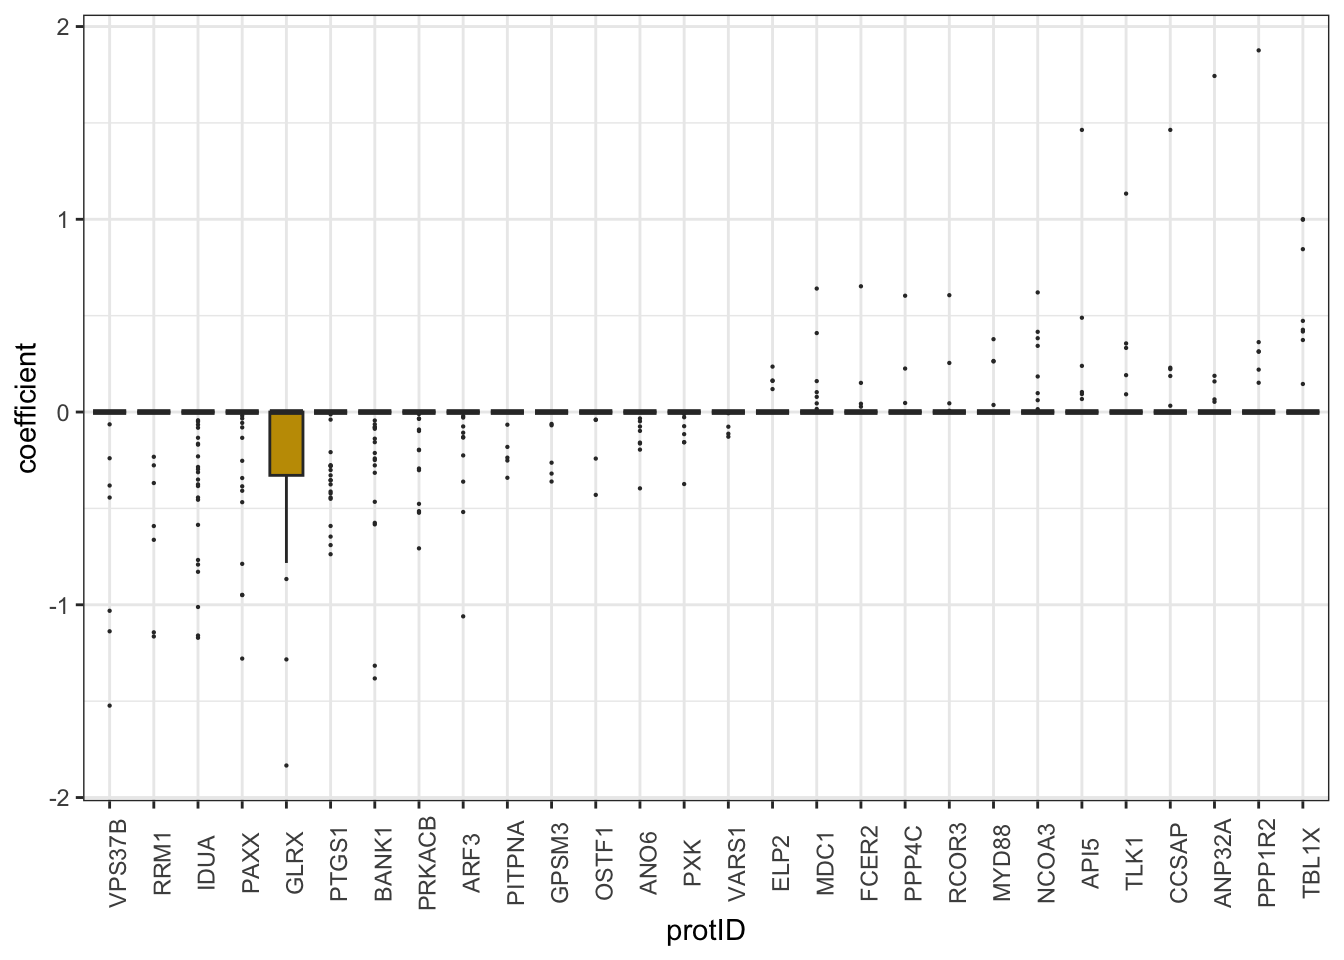 2
1
0
-1
-2
coefficient
VPS37B
RRM1
IDUA
PAXX
GLRX
PTGS1
BANK1
PRKACB
ARF3
PITPNA
GPSM3
OSTF1
ANO6
PXK
VARS1
ELP2
MDC1
FCER2
PPP4C
RCOR3
MYD88
NCOA3
API5
TLK1
CCSAP
ANP32A
PPP1R2
TBL1X
protID